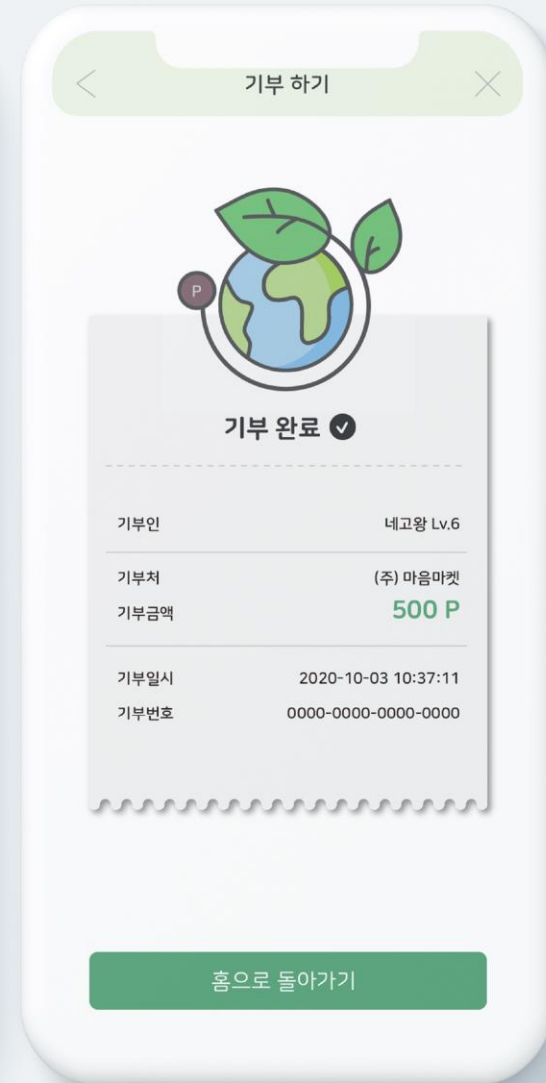 기부 하기
P
기부 완료
기부인 네고왕 Lv.6
기부처 (주) 마음마켓
기부금액 500 P
기부일시 2020-10-03 10:37:11
기부번호 0000-0000-0000-0000
홈으로 돌아가기